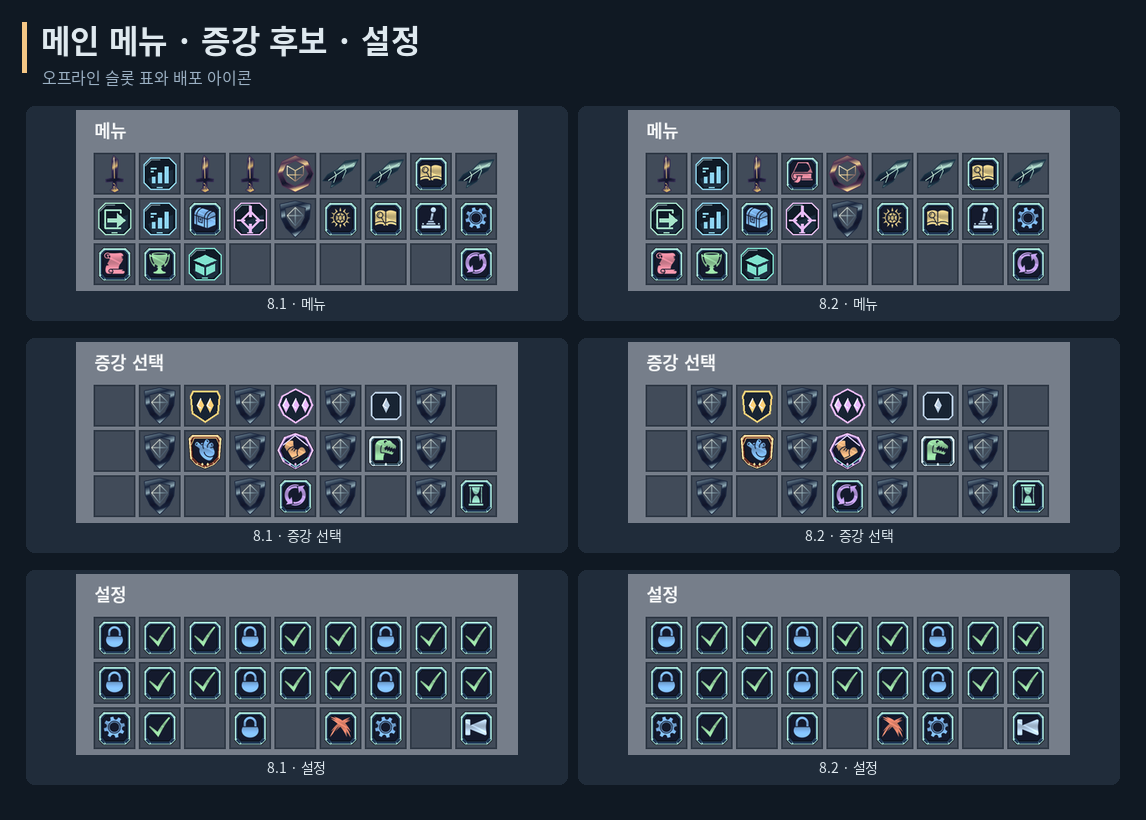 메인 메뉴 · 증강 후보 · 설정
오프라인 슬롯 표와 배포 아이콘
메뉴
메뉴
8.1 · 메뉴
8.2 · 메뉴
증강 선택
증강 선택
8.1 · 증강 선택
8.2 · 증강 선택
설정
설정
8.1 · 설정
8.2 · 설정